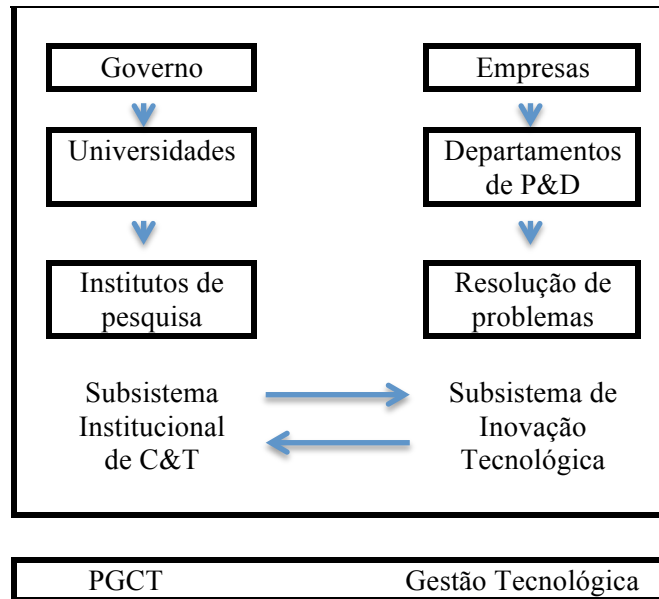 Governo
Empresas
Universidades
Departamentos
de P&D
Institutos de
pesquisa
Resolução de
problemas
Subsistema
Institucional
de C&T
Subsistema de
Inovação
Tecnológica
PGCT
Gestão Tecnológica